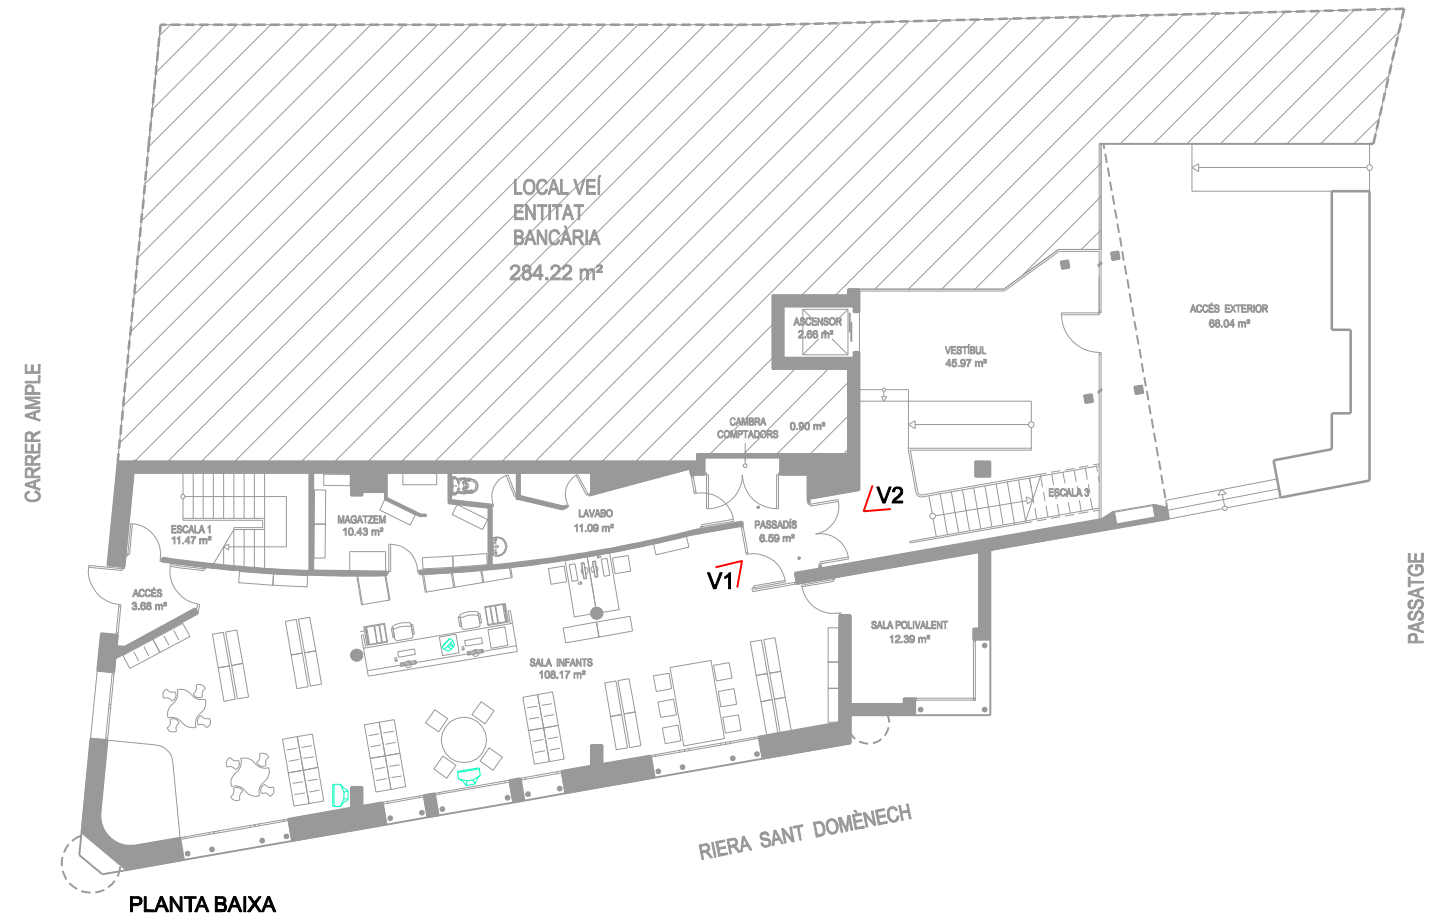 LOCAL VEÍ
ENTITAT
BANCÀRIA
284.22 m²
ACCÉS EXTERIOR
68.04 m²
ASCENSOR
2.68 m²
VESTÍBUL
45.97 m²
CARRER AMPLE
CAMBRA
COMPTADORS
0.90 m²
V2
ESCALA 3
ESCALA 1
11.47 m²
MAGATZEM
10.43 m²
LAVABO
11.09 m²
PASSADÍS
6.59 m²
V1
ACCÉS
3.68 m²
SALA POLIVALENT
12.39 m²
PASSATGE
SALA INFANTS
108.17 m²
RIERA SANT DOMÈNECH
PLANTA BAIXA